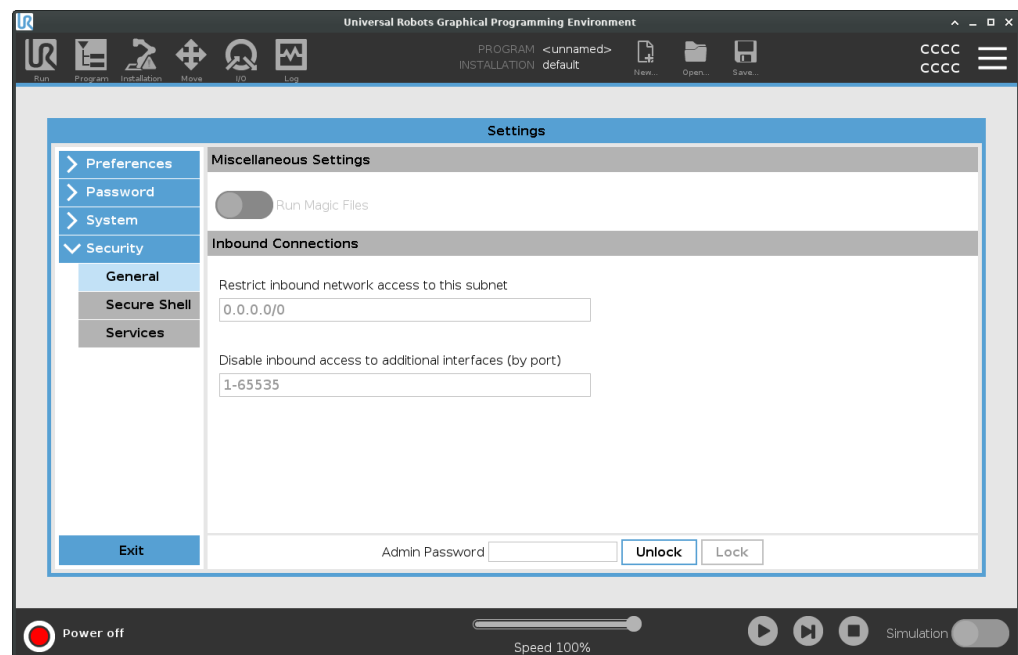 Universal Robots Graphical Programming Environment
UR
Run
Program
Installation
Move
I/O
Log
PROGRAM <unnamed>
INSTALLATION default
New...
Open...
Save...
CCCC
CCCC
Settings
Preferences
Password
System
Security
General
Secure Shell
Services
Exit
Miscellaneous Settings
Run Magic Files
Inbound Connections
Restrict inbound network access to this subnet
0.0.0.0/0
Disable inbound access to additional interfaces (by port)
1-65535
Admin Password
Unlock
Lock
Power off
Speed 100%
Simulation